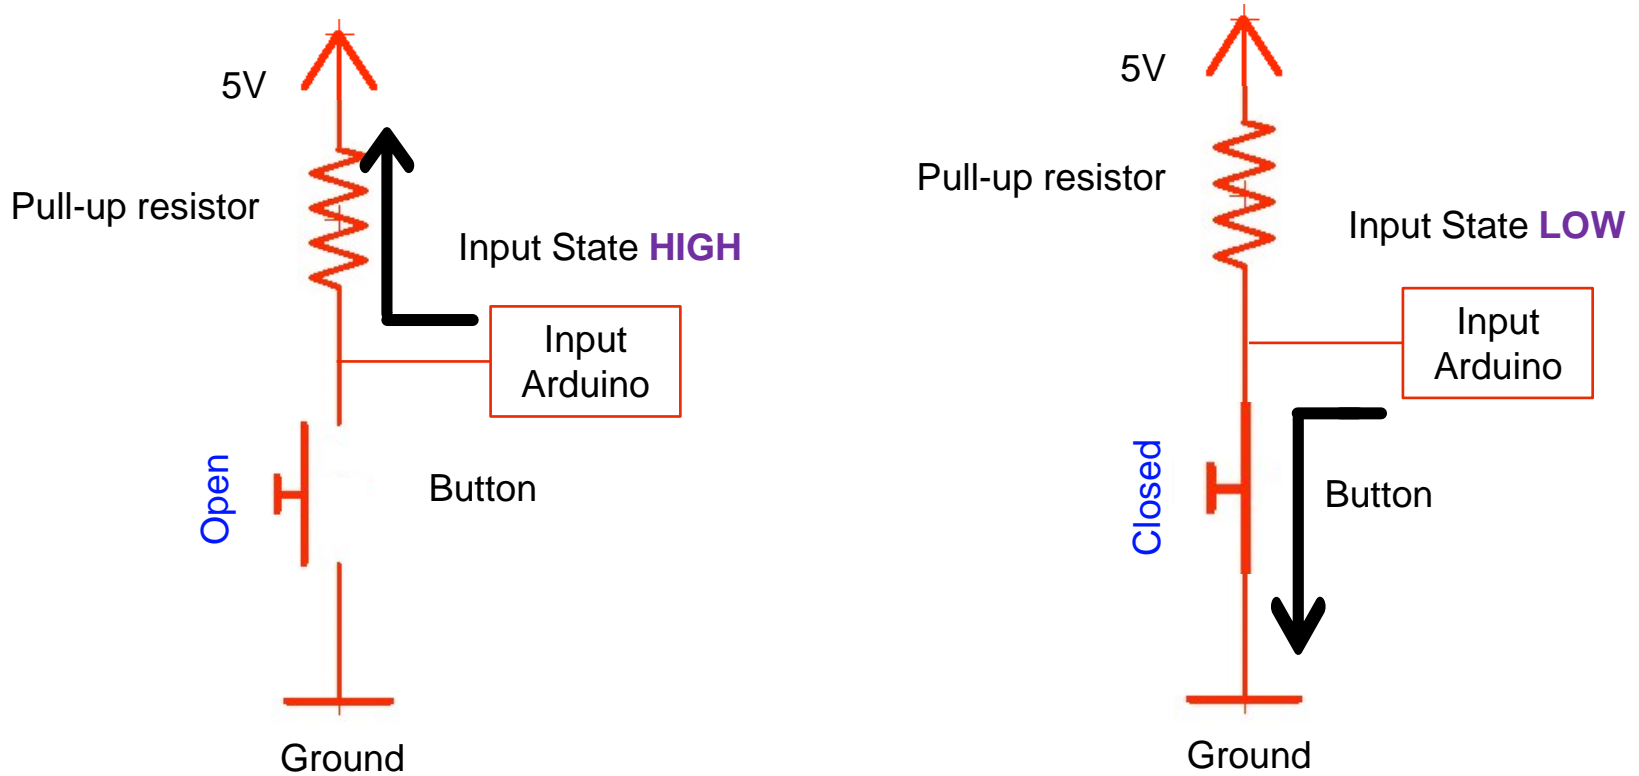 5V
Pull-up resistor
Input State HIGH
Input
Arduino
Open
Button
Ground
5V
Pull-up resistor
Input State LOW
Input
Arduino
Closed
Button
Ground